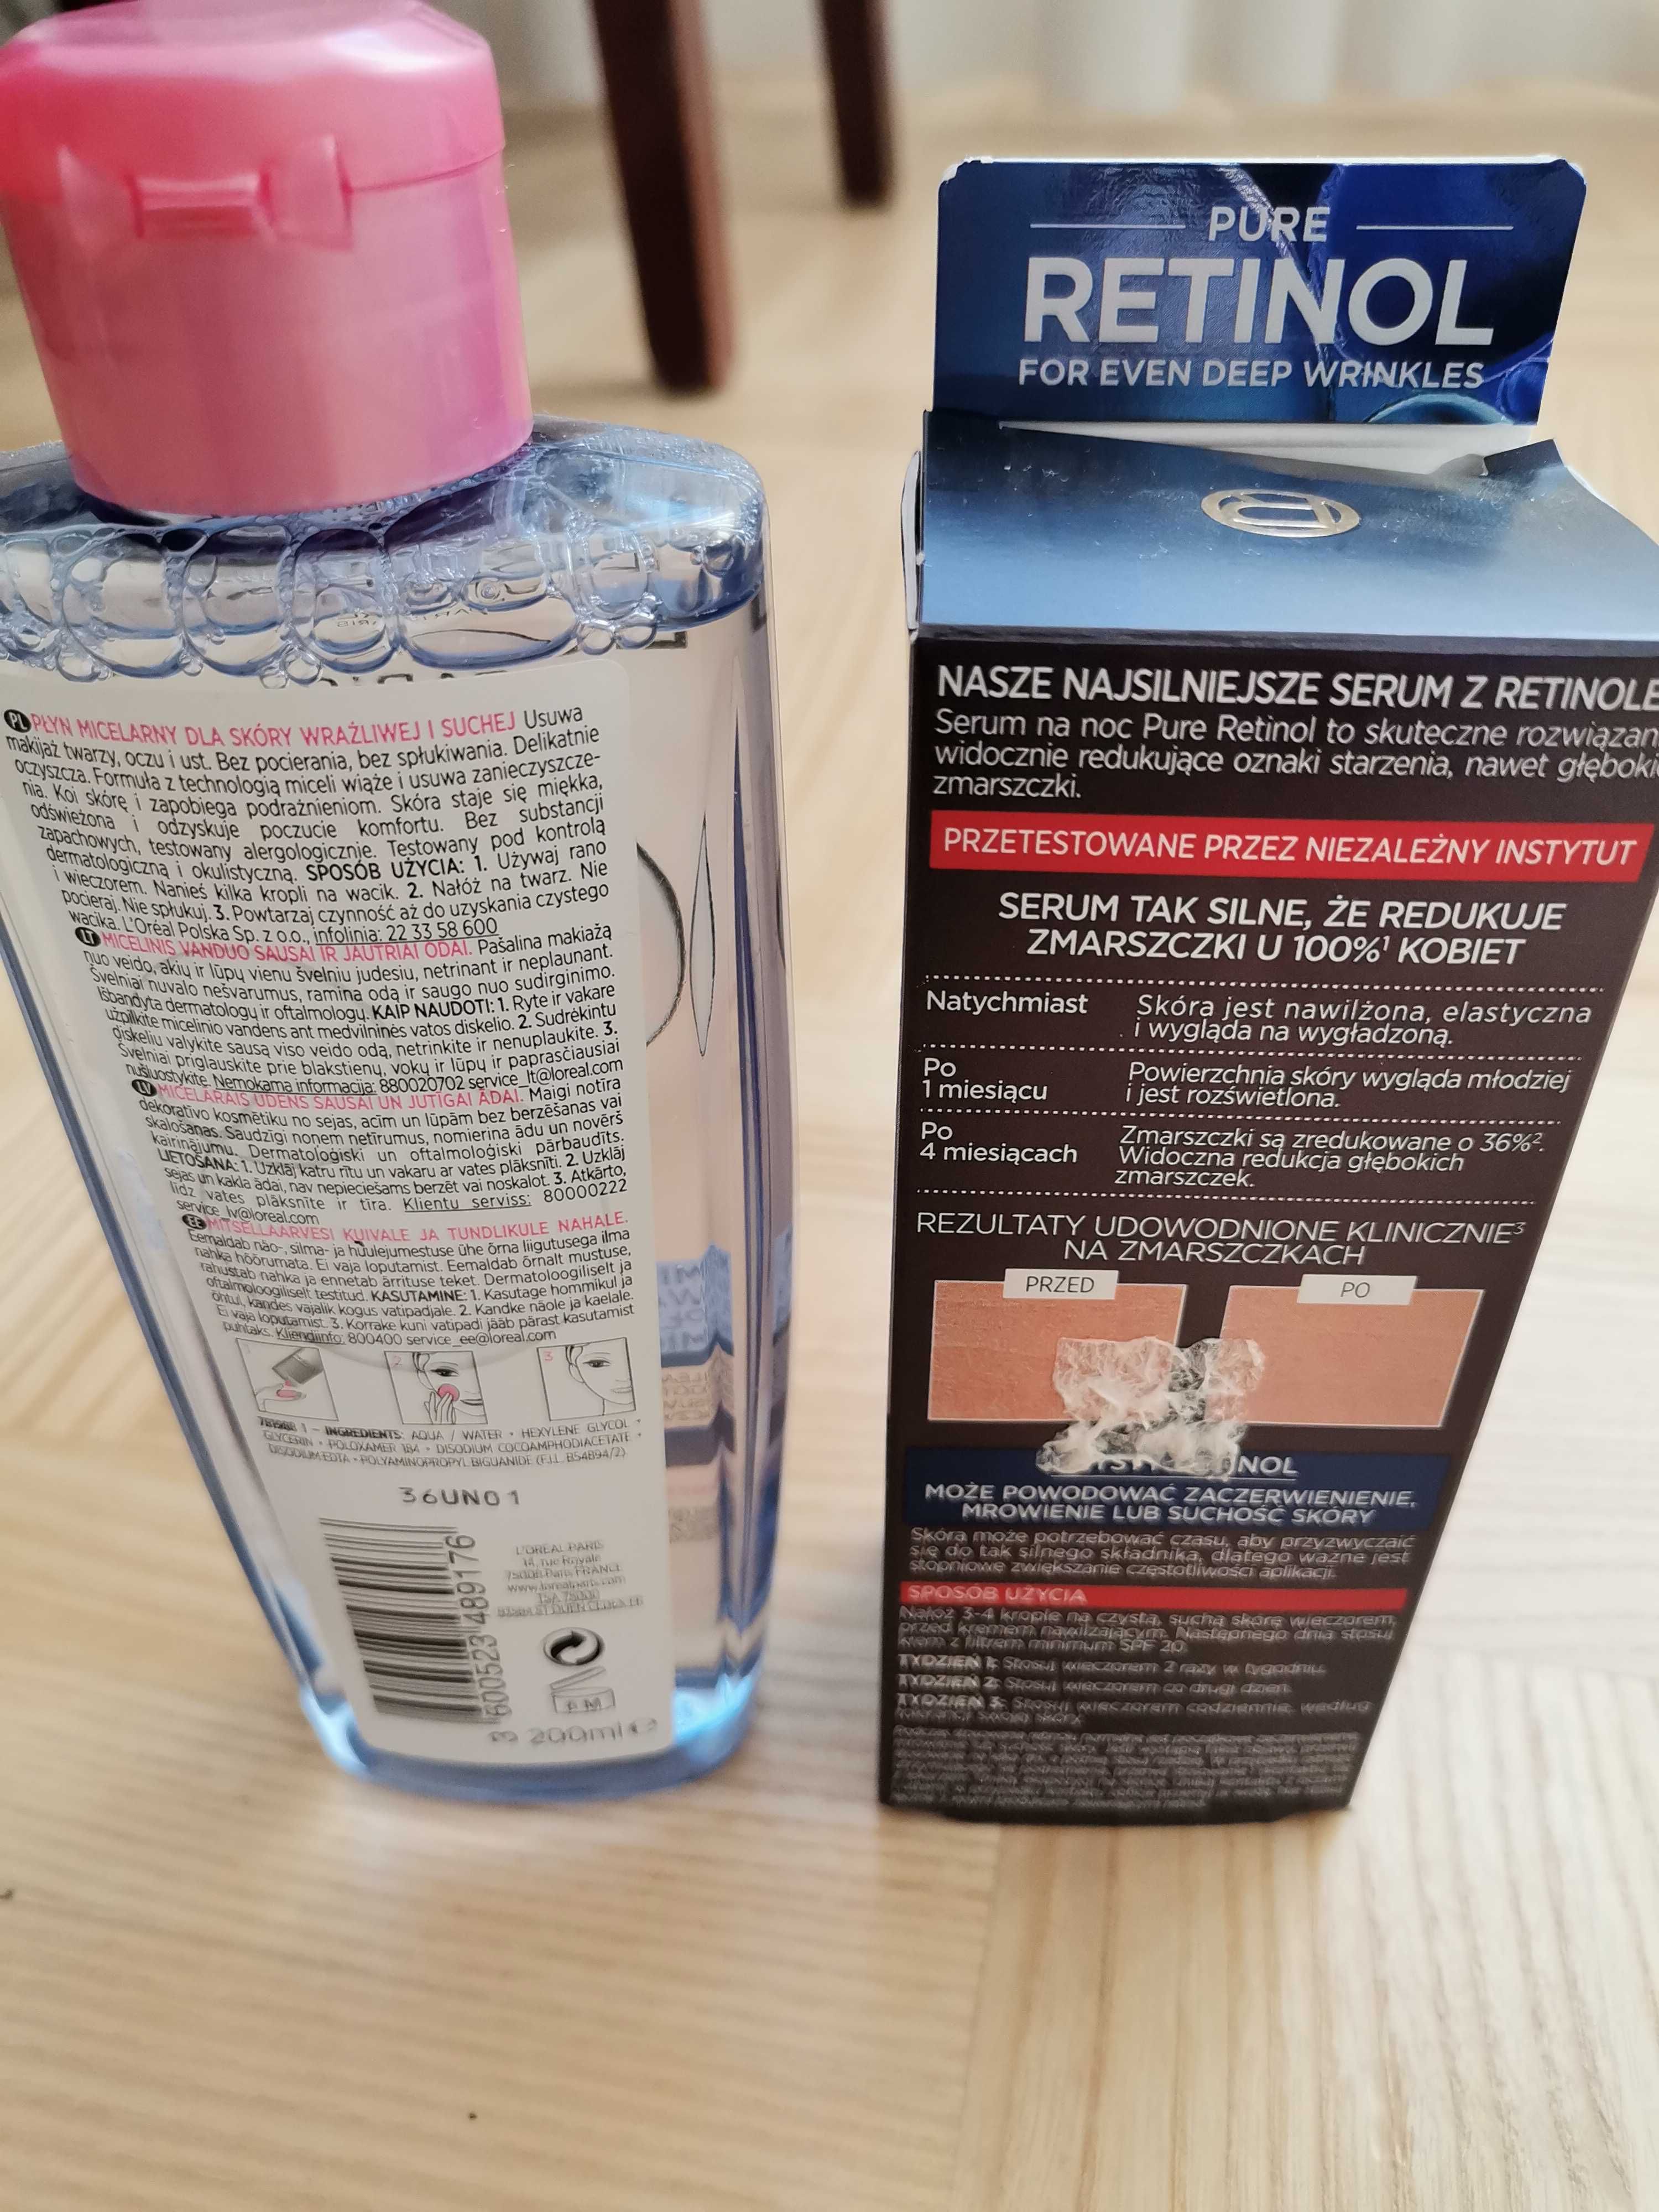 PL PŁYN MICELARNY DLA SKÓRY WRAŻLIWEJ I SUCHEJ Usuwa
makijaż twarzy, oczu i ust. Bez pocierania, bez spłukiwania. Delikatnie
oczyszcza. Formuła z technologią miceli wiąże i usuwa zanieczyszcze-
nia. Koi skórę i zapobiega podrażnieniom. Skóra staje się miękka,
odświeżona i odzyskuje poczucie komfortu. Bez substancji
zapachowych, testowany alergologicznie. Testowany pod kontrolą
dermatologiczną i okulistyczną. SPOSÓB UŻYCIA: 1. Używaj rano
i wieczorem. Nanieś kilka kropli na wacik. 2. Nałóż na twarz. Nie
pocieraj. Nie spłukuj. 3. Powtarzaj czynność aż do uzyskania czystego
wacika. L'Oréal Polska Sp. z o.o., infolinia: 22 33 58 600
LT MICELINIS VANDUO SAUSAI IR JAUTRIAI ODAI. Pašalina makiažą
nuo veido, akių ir lūpų vienu švelniu judesiu, netrinant ir neplaunant.
Švelniai nuvalo nešvarumus, ramina odą ir saugo nuo sudirginimo.
Išbandyta dermatologų ir oftalmologų. KAIP NAUDOTI: 1. Ryte ir vakare
užpilkite micelinio vandens ant medvilninės vatos diskelio. 2. Sudrėkintu
diskeliu valykite sausą viso veido odą, netrinkite ir nenuplaukite. 3.
Švelniai priglauskite prie blakstienų, vokų ir lūpų ir paprasčiausiai
nušluostykite. Nemokama informacija: 880020702 service_lt@loreal.com
LV MICELARAIS ŪDENS SAUSAI UN JUTĪGAI ĀDAI. Maigi notīra
dekoratīvo kosmētiku no sejas, acīm un lūpām bez berzēšanas vai
skalošanas. Saudzīgi noņem netīrumus, nomierina ādu un novērš
kairinājumu. Dermatoloģiski un oftalmoloģiski pārbaudīts.
LIETOŠANA: 1. Uzklāj katru rītu un vakaru ar vates plāksnīti. 2. Uzklāj
sejas un kakla ādai, nav nepieciešams berzēt vai noskalot. 3. Atkārto,
līdz vates plāksnīte ir tīra. Klientu serviss: 80000222
service_lv@loreal.com
EE MITSELLAARVESI KUIVALE JA TUNDLIKULE NAHALE.
Eemaldab näo-, silma- ja huulejumestuse ühe õrna liigutusega ilma
nahka hõõrumata. Ei vaja loputamist. Eemaldab õrnalt mustuse,
rahustab nahka ja ennetab ärrituse teket. Dermatoloogiliselt ja
oftalmoloogiliselt testitud. KASUTAMINE: 1. Kasutage hommikul ja
õhtul, kandes vajalik kogus vatipadjale. 2. Kandke näole ja kaelale.
Ei vaja loputamist. 3. Korrake kuni vatipadi jääb pärast kasutamist
puhtaks. Kliendiinfo: 800400 service_ee@loreal.com
1 2 3
1 - INGREDIENTS: AQUA / WATER • HEXYLENE GLYCOL •
GLYCERIN • POLOXAMER 184 • DISODIUM COCOAMPHODIACETATE •
DISODIUM EDTA • POLYAMINOPROPYL BIGUANIDE (F.I.L. B54894/2)
36UN01
3 600523 489176
L'ORÉAL PARIS
14, rue Royale
75008 Paris FRANCE
www.lorealparis.com
6 M
200ml e
PURE
RETINOL
FOR EVEN DEEP WRINKLES
NASZE NAJSILNIEJSZE SERUM Z RETINOLE
Serum na noc Pure Retinol to skuteczne rozwiązan
widocznie redukujące oznaki starzenia, nawet głęboki
zmarszczki.
PRZETESTOWANE PRZEZ NIEZALEŻNY INSTYTUT
SERUM TAK SILNE, ŻE REDUKUJE
ZMARSZCZKI U 100%¹ KOBIET
Natychmiast Skóra jest nawilżona, elastyczna
i wygląda na wygładzoną.
Po
1 miesiącu Powierzchnia skóry wygląda młodziej
i jest rozświetlona.
Po
4 miesiącach Zmarszczki są zredukowane o 36%².
Widoczna redukcja głębokich
zmarszczek.
REZULTATY UDOWODNIONE KLINICZNIE³
NA ZMARSZCZKACH
PRZED PO
NOL
MOŻE POWODOWAĆ ZACZERWIENIENIE,
MROWIENIE LUB SUCHOŚĆ SKÓRY
Skóra może potrzebować czasu, aby przyzwyczaić
się do tak silnego składnika, dlatego ważne jest
stopniowe zwiększanie częstotliwości aplikacji.
SPOSÓB UŻYCIA
Nałóż 3-4 krople na czystą, suchą skórę wieczorem,
przed kremem nawilżającym. Następnego dnia stosuj
krem z filtrem minimum SPF 20.
TYDZIEŃ 1: Stosuj wieczorem 2 razy w tygodniu.
TYDZIEŃ 2: Stosuj wieczorem co drugi dzień.
TYDZIEŃ 3: Stosuj wieczorem codziennie, według
tolerancji Twojej skóry.